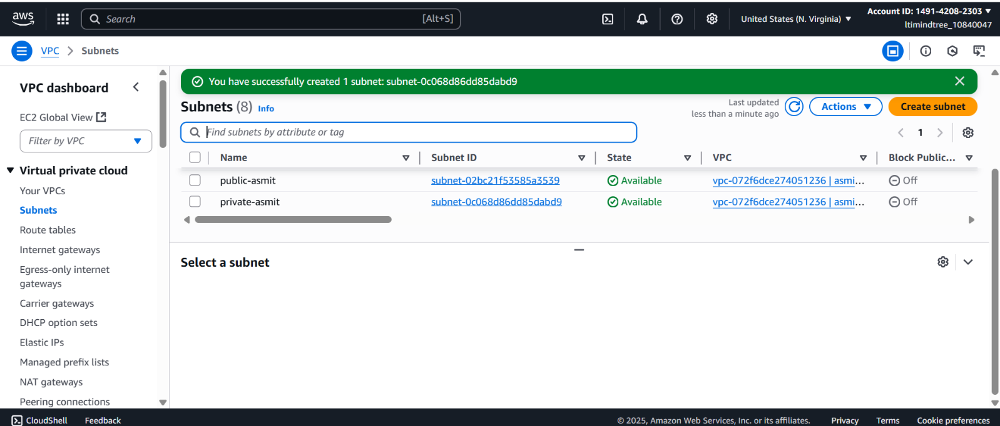 aws
Search [Alt+S]
United States (N. Virginia)
Account ID: 1491-4208-2303
ltimindtree_10840047
VPC
Subnets
VPC dashboard
EC2 Global View
Filter by VPC
Virtual private cloud
Your VPCs
Subnets
Route tables
Internet gateways
Egress-only internet
gateways
Carrier gateways
DHCP option sets
Elastic IPs
Managed prefix lists
NAT gateways
Peering connections
You have successfully created 1 subnet: subnet-0c068d86dd85dabd9
Subnets (8) Info
Last updated
less than a minute ago
Actions
Create subnet
Find subnets by attribute or tag
1
Name Subnet ID State VPC Block Public...
public-asmit subnet-02bc21f53585a3539 Available vpc-072f6dce274051236 | asmi... Off
private-asmit subnet-0c068d86dd85dabd9 Available vpc-072f6dce274051236 | asmi... Off
Select a subnet
CloudShell Feedback © 2025, Amazon Web Services, Inc. or its affiliates. Privacy Terms Cookie preferences